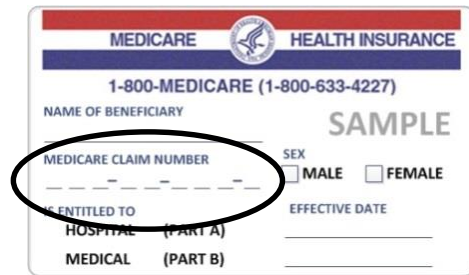 MEDICARE HEALTH INSURANCE
1-800-MEDICARE (1-800-633-4227)
NAME OF BENEFICIARY
SAMPLE
MEDICARE CLAIM NUMBER
SEX
MALE FEMALE
_ _ _-_ _-_ _ _ _-_
IS ENTITLED TO
EFFECTIVE DATE
HOSPITAL (PART A)
MEDICAL (PART B)